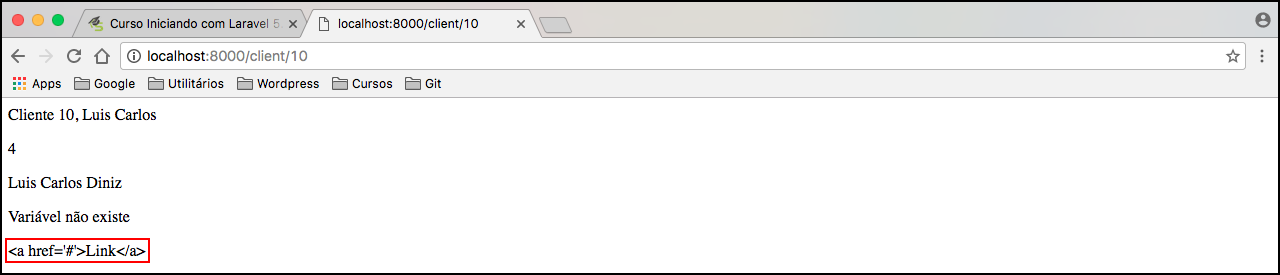 Curso Iniciando com Laravel 5.
localhost:8000/client/10
localhost:8000/client/10
Apps Google Utilitários Wordpress Cursos Git
Cliente 10, Luis Carlos
4
Luis Carlos Diniz
Variável não existe
<a href='#'>Link</a>